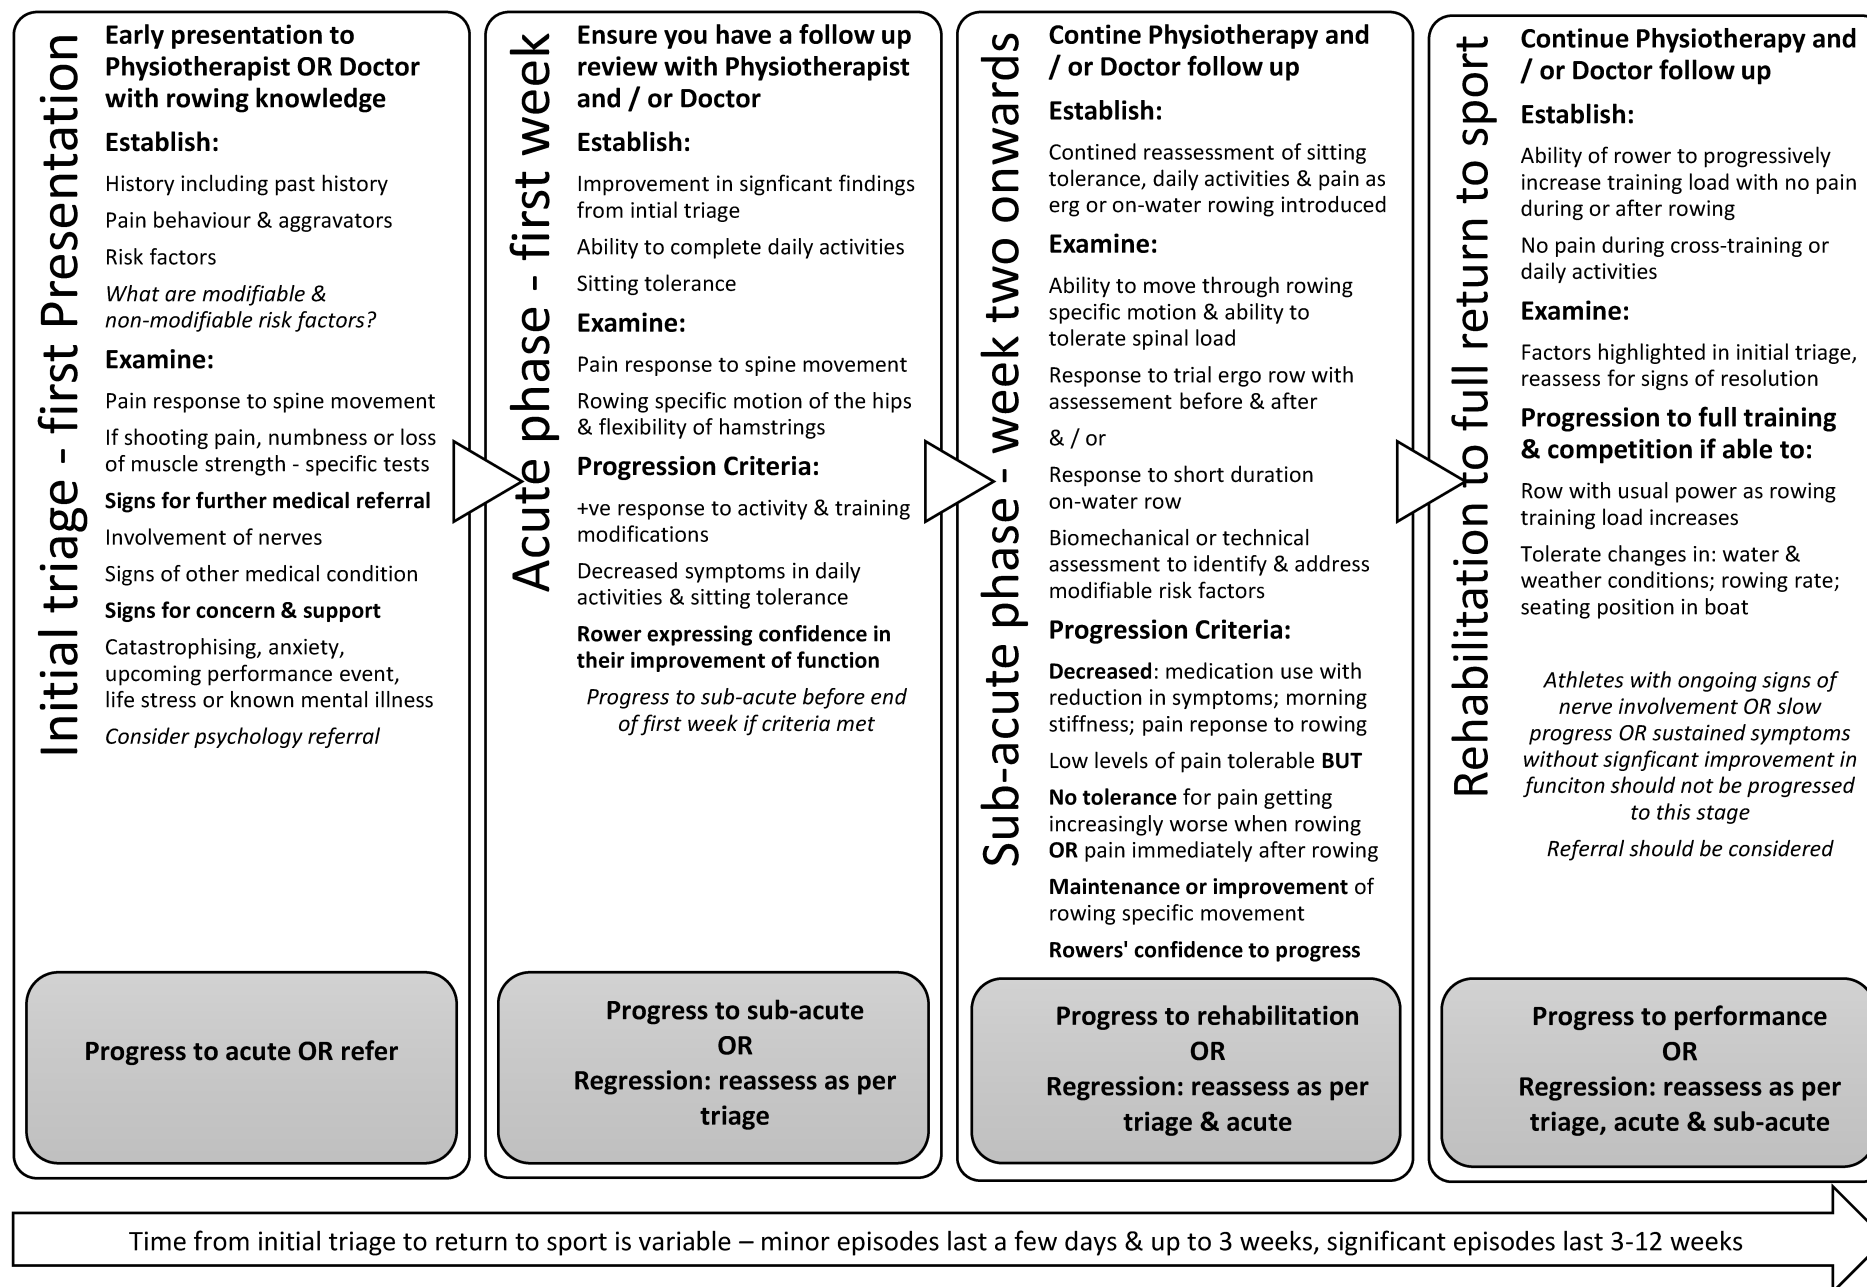 Initial triage - first Presentation
Early presentation to
Physiotherapist OR Doctor
with rowing knowledge
Establish:
History including past history
Pain behaviour & aggravators
Risk factors
What are modifiable &
non-modifiable risk factors?
Examine:
Pain response to spine movement
If shooting pain, numbness or loss
of muscle strength - specific tests
Signs for further medical referral
Involvement of nerves
Signs of other medical condition
Signs for concern & support
Catastrophising, anxiety,
upcoming performance event,
life stress or known mental illness
Consider psychology referral
Progress to acute OR refer
Acute phase - first week
Ensure you have a follow up
review with Physiotherapist
and / or Doctor
Establish:
Improvement in signficant findings
from intial triage
Ability to complete daily activities
Sitting tolerance
Examine:
Pain response to spine movement
Rowing specific motion of the hips
& flexibility of hamstrings
Progression Criteria:
+ve response to activity & training
modifications
Decreased symptoms in daily
activities & sitting tolerance
Rower expressing confidence in
their improvement of function
Progress to sub-acute before end
of first week if criteria met
Progress to sub-acute
OR
Regression: reassess as per
triage
Sub-acute phase - week two onwards
Contine Physiotherapy and
/ or Doctor follow up
Establish:
Contined reassessment of sitting
tolerance, daily activities & pain as
erg or on-water rowing introduced
Examine:
Ability to move through rowing
specific motion & ability to
tolerate spinal load
Response to trial ergo row with
assessement before & after
& / or
Response to short duration
on-water row
Biomechanical or technical
assessment to identify & address
modifiable risk factors
Progression Criteria:
Decreased: medication use with
reduction in symptoms; morning
stiffness; pain reponse to rowing
Low levels of pain tolerable BUT
No tolerance for pain getting
increasingly worse when rowing
OR pain immediately after rowing
Maintenance or improvement of
rowing specific movement
Rowers' confidence to progress
Progress to rehabilitation
OR
Regression: reassess as per
triage & acute
Rehabilitation to full return to sport
Continue Physiotherapy and
/ or Doctor follow up
Establish:
Ability of rower to progressively
increase training load with no pain
during or after rowing
No pain during cross-training or
daily activities
Examine:
Factors highlighted in initial triage,
reassess for signs of resolution
Progression to full training
& competition if able to:
Row with usual power as rowing
training load increases
Tolerate changes in: water &
weather conditions; rowing rate;
seating position in boat
Athletes with ongoing signs of
nerve involvement OR slow
progress OR sustained symptoms
without signficant improvement in
funciton should not be progressed
to this stage
Referral should be considered
Progress to performance
OR
Regression: reassess as per
triage, acute & sub-acute
Time from initial triage to return to sport is variable – minor episodes last a few days & up to 3 weeks, significant episodes last 3-12 weeks